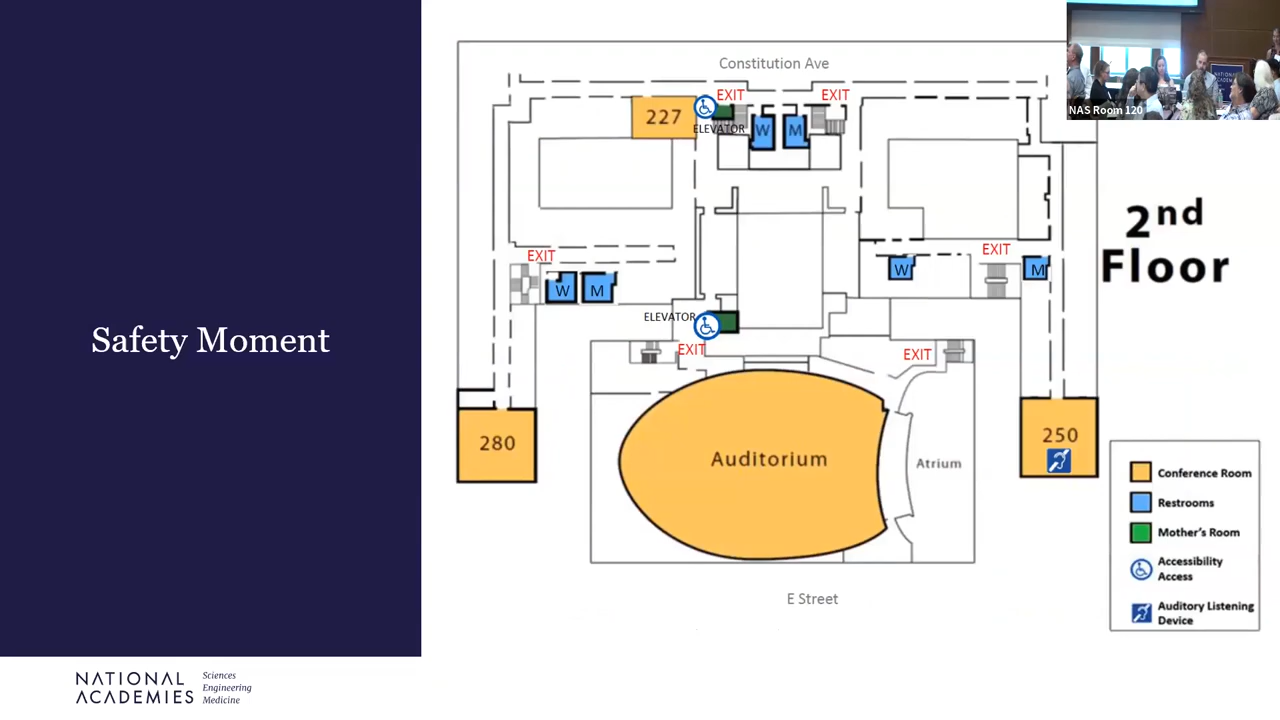 Safety Moment
Constitution Ave
EXIT
EXIT
227
ELEVATOR
W
M
2nd
Floor
EXIT
EXIT
W
M
W
M
ELEVATOR
EXIT
EXIT
280
Auditorium
Atrium
250
E Street
Conference Room
Restrooms
Mother's Room
Accessibility
Access
Auditory Listening
Device
NATIONAL
ACADEMIES
Sciences
Engineering
Medicine
NATIONAL
NAS Room 120